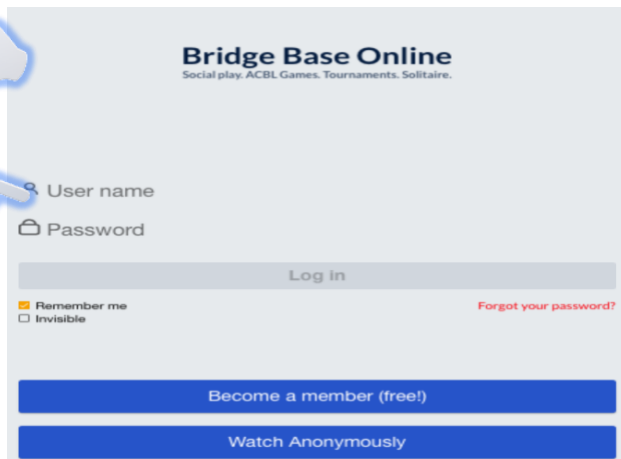 Bridge Base Online
Social play. ACBL Games. Tournaments. Solitaire.
User name
Password
Log in
Remember me
Forgot your password?
Invisible
Become a member (free!)
Watch Anonymously